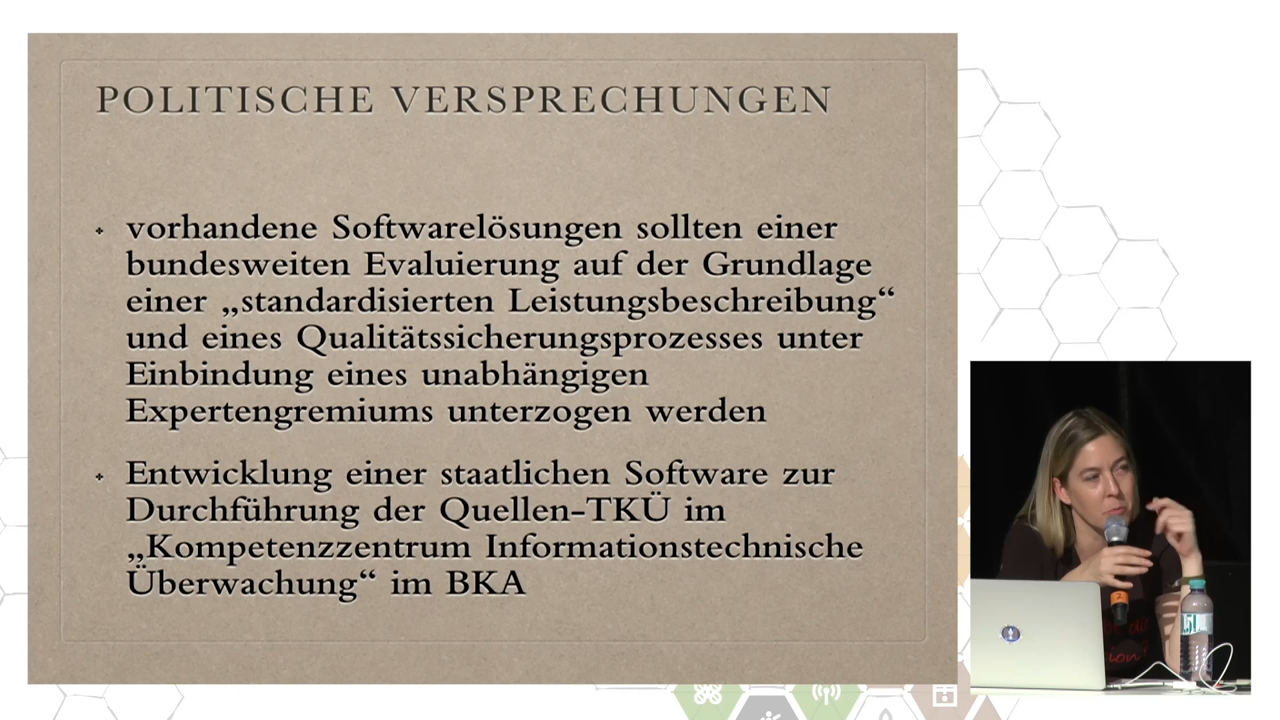 POLITISCHE VERSPRECHUNGEN
vorhandene Softwarelösungen sollten einer
bundesweiten Evaluierung auf der Grundlage
einer „standardisierten Leistungsbeschreibung“
und eines Qualitätssicherungsprozesses unter
Einbindung eines unabhängigen
Expertengremiums unterzogen werden
Entwicklung einer staatlichen Software zur
Durchführung der Quellen-TKÜ im
„Kompetenzzentrum Informationstechnische
Überwachung“ im BKA